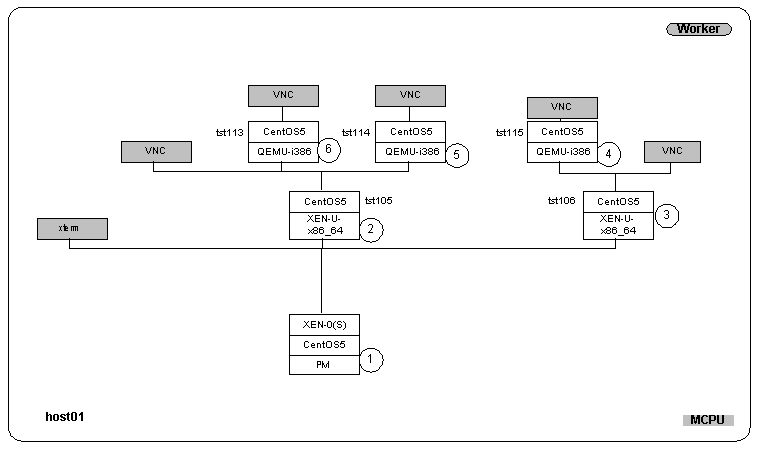 Worker
VNC
VNC
VNC
tst113
CentOS5
tst114
CentOS5
tst115
CentOS5
VNC
QEMU-i386
6
QEMU-i386
5
QEMU-i386
4
VNC
CentOS5
tst105
tst106
CentOS5
xterm
XEN-U-
x86_64
2
XEN-U-
x86_64
3
XEN-0(S)
CentOS5
PM
1
host01
MCPU